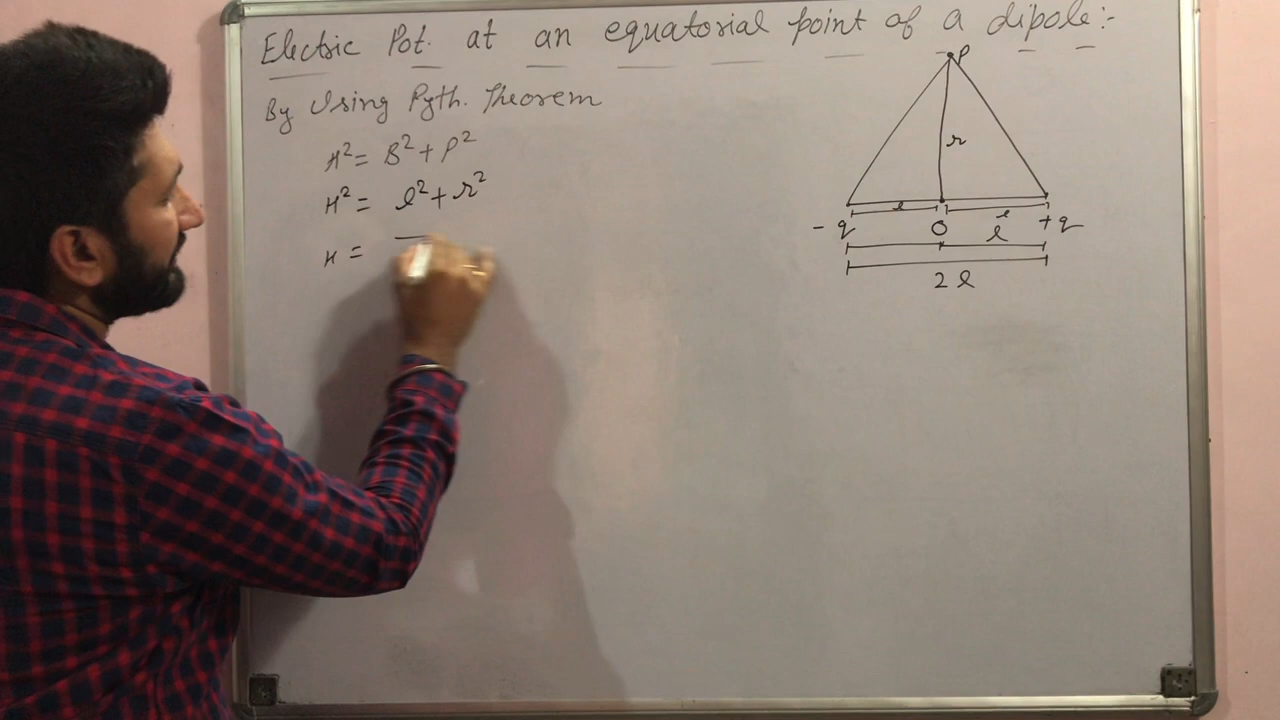 Electric Pot. at an equatorial point of a dipole:-
By Using Pyth. Theorem
H² = B² + P²
H² = l² + r²
H =
P
r
l l
- q O +q
2l